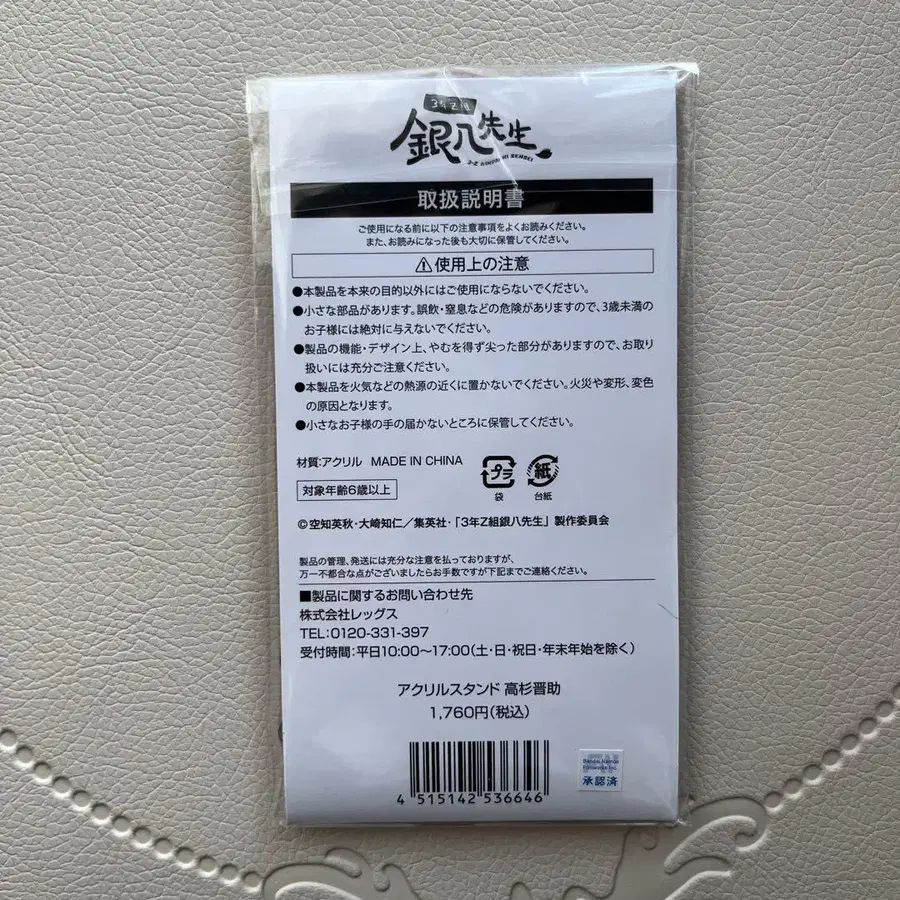 3年Z組
銀八先生
3-Z GINPACHI SENSEI
取扱説明書
ご使用になる前に以下の注意事項をよくお読みください。
また、お読みになった後も大切に保管してください。
⚠使用上の注意
●本製品を本来の目的以外にはご使用にならないでください。
●小さな部品があります。誤飲・窒息などの危険がありますので、3歳未満の
お子様には絶対に与えないでください。
●製品の機能・デザイン上、やむを得ず尖った部分がありますので、お取り
扱いには充分ご注意ください。
●本製品を火気などの熱源の近くに置かないでください。火災や変形、変色
の原因となります。
●小さなお子様の手の届かないところに保管してください。
材質:アクリル MADE IN CHINA
プラ 紙
袋 台紙
対象年齢6歳以上
©空知英秋・大崎知仁／集英社・「3年Z組銀八先生」製作委員会
製品の管理、発送には充分な注意を払っておりますが、
万一不都合な点がございましたらお手数ですが下記までご連絡ください。
■製品に関するお問い合わせ先
株式会社レッグス
TEL:0120-331-397
受付時間:平日10:00〜17:00(土・日・祝日・年末年始を除く)
アクリルスタンド 高杉晋助
1,760円(税込)
4 515142 536646
Bandai Namco
Filmworks Inc.
承認済